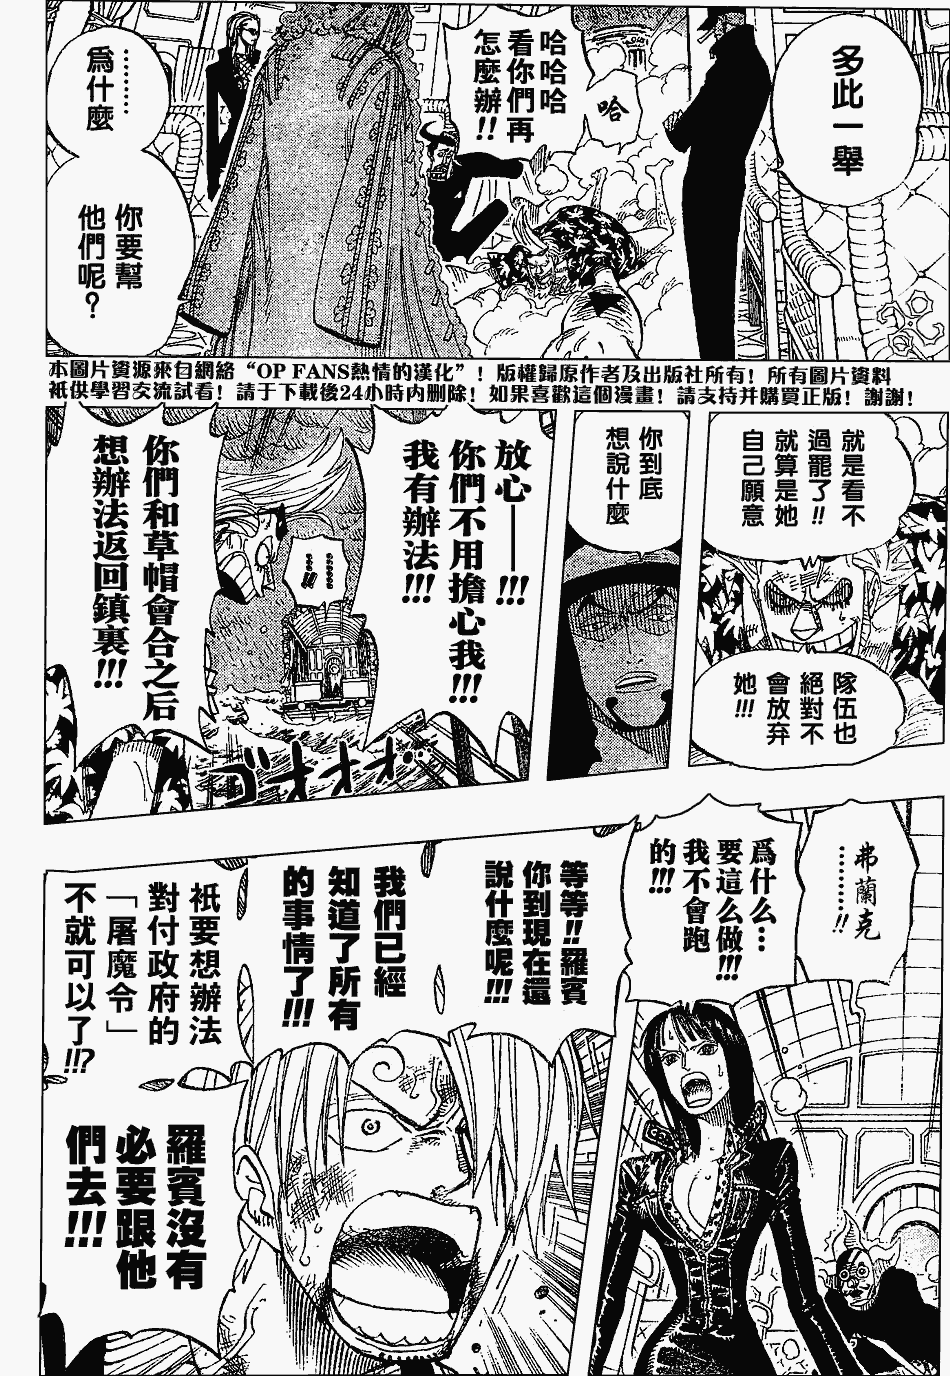 多此一舉
哈哈哈
看你們再
怎麼辦!!
哈
………
爲什麼
你要幫
他們呢?
本圖片資源來自網絡“OP FANS熱情的漢化”！版權歸原作者及出版社所有！所有圖片資料
衹供學習交流試看！請于下載後24小時内刪除！如果喜歡這個漫畫！請支持并購買正版！謝謝！
就是看不
過罷了!!
就算是她
自己願意
隊伍也
絕對不
會放弃
她!!!
你到底
想說什麼
放心——!!!
你們不用擔心我!!!
我有辦法!!!
……!!
你們和草帽會合之后
想辦法返回鎮裏!!!
ゴオオオオ
弗蘭克
………!!
爲什么…
要這么做!!!
我不會跑
的!!!
等等!!羅賓
你到現在還
說什麼呢!!!
我們已經
知道了所有
的事情了!!!
衹要想辦法
對付政府的
「屠魔令」
不就可以了!!?
羅賓沒有
必要跟他
們去!!!